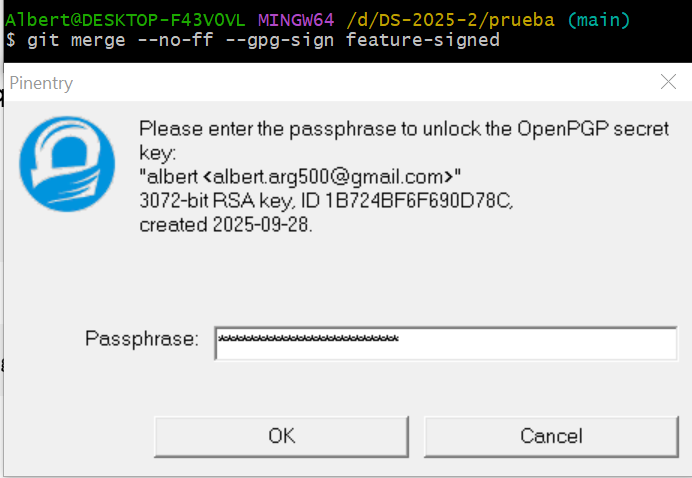 Albert@DESKTOP-F43V0VL MINGW64 /d/DS-2025-2/prueba (main)
$ git merge --no-ff --gpg-sign feature-signed
Pinentry
Please enter the passphrase to unlock the OpenPGP secret
key:
"albert <albert.arg500@gmail.com>"
3072-bit RSA key, ID 1B724BF6F690D78C,
created 2025-09-28.
Passphrase:
OK
Cancel